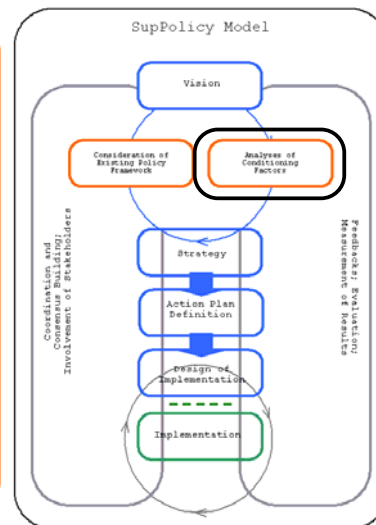 SupPolicy Model
Vision
Consideration of
Existing Policy
Framework
Analyses of
Conditioning
Factors
Coordination and
Consensus Building;
Involvement of Stakeholders
Feedbacks; Evaluation;
Measurement of Results
Strategy
Action Plan
Definition
Design of
Implementation
Implementation